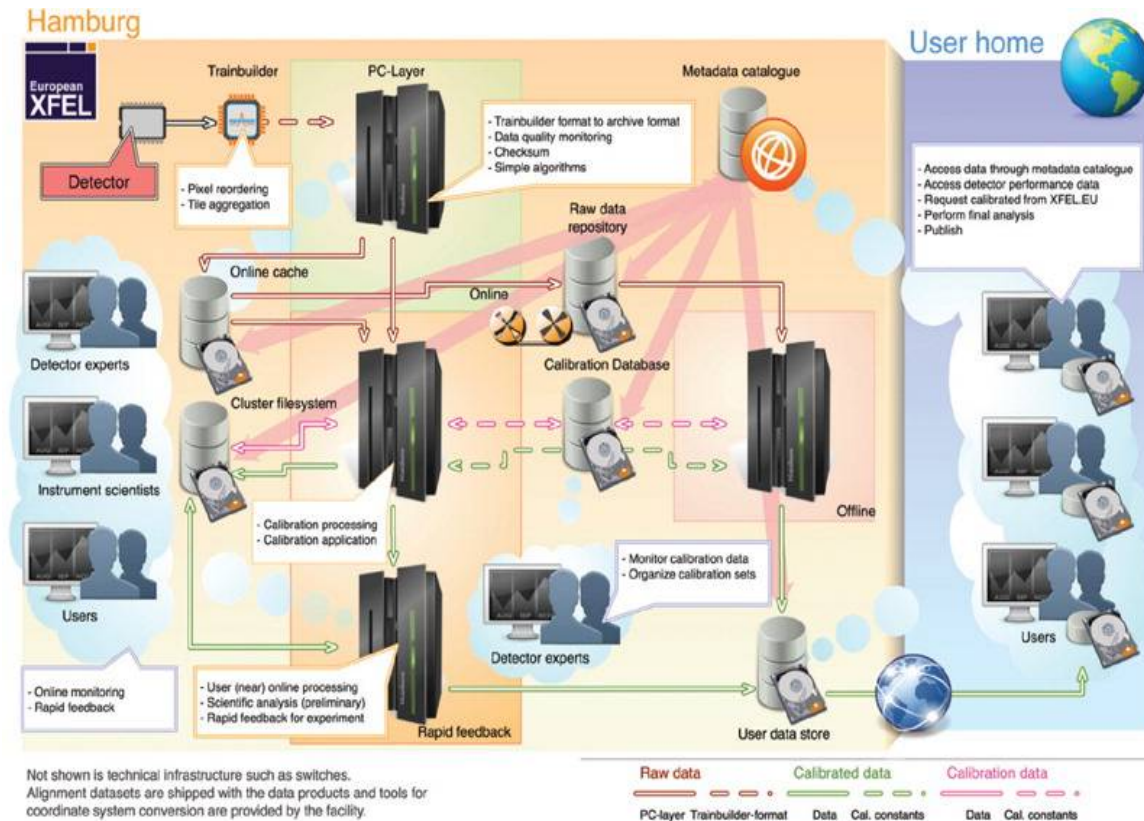 Hamburg
User home
European
XFEL
Trainbuilder
PC-Layer
Metadata catalogue
- Trainbuilder format to archive format
- Data quality monitoring
- Checksum
- Simple algorithms
Detector
- Pixel reordering
- Tile aggregation
- Access data through metadata catalogue
- Access detector performance data
- Request calibrated from XFEL.EU
- Perform final analysis
- Publish
Raw data
repository
Online cache
Online
Detector experts
Calibration Database
Cluster filesystem
Instrument scientists
Offline
- Calibration processing
- Calibration application
- Monitor calibration data
- Organize calibration sets
Users
Detector experts
Users
- Online monitoring
- Rapid feedback
- User (near) online processing
- Scientific analysis (preliminary)
- Rapid feedback for experiment
Rapid feedback
User data store
Not shown is technical infrastructure such as switches.
Alignment datasets are shipped with the data products and tools for
coordinate system conversion are provided by the facility.
Raw data
Calibrated data
Calibration data
PC-layer Trainbuilder-format
Data Cal. constants
Data Cal. constants